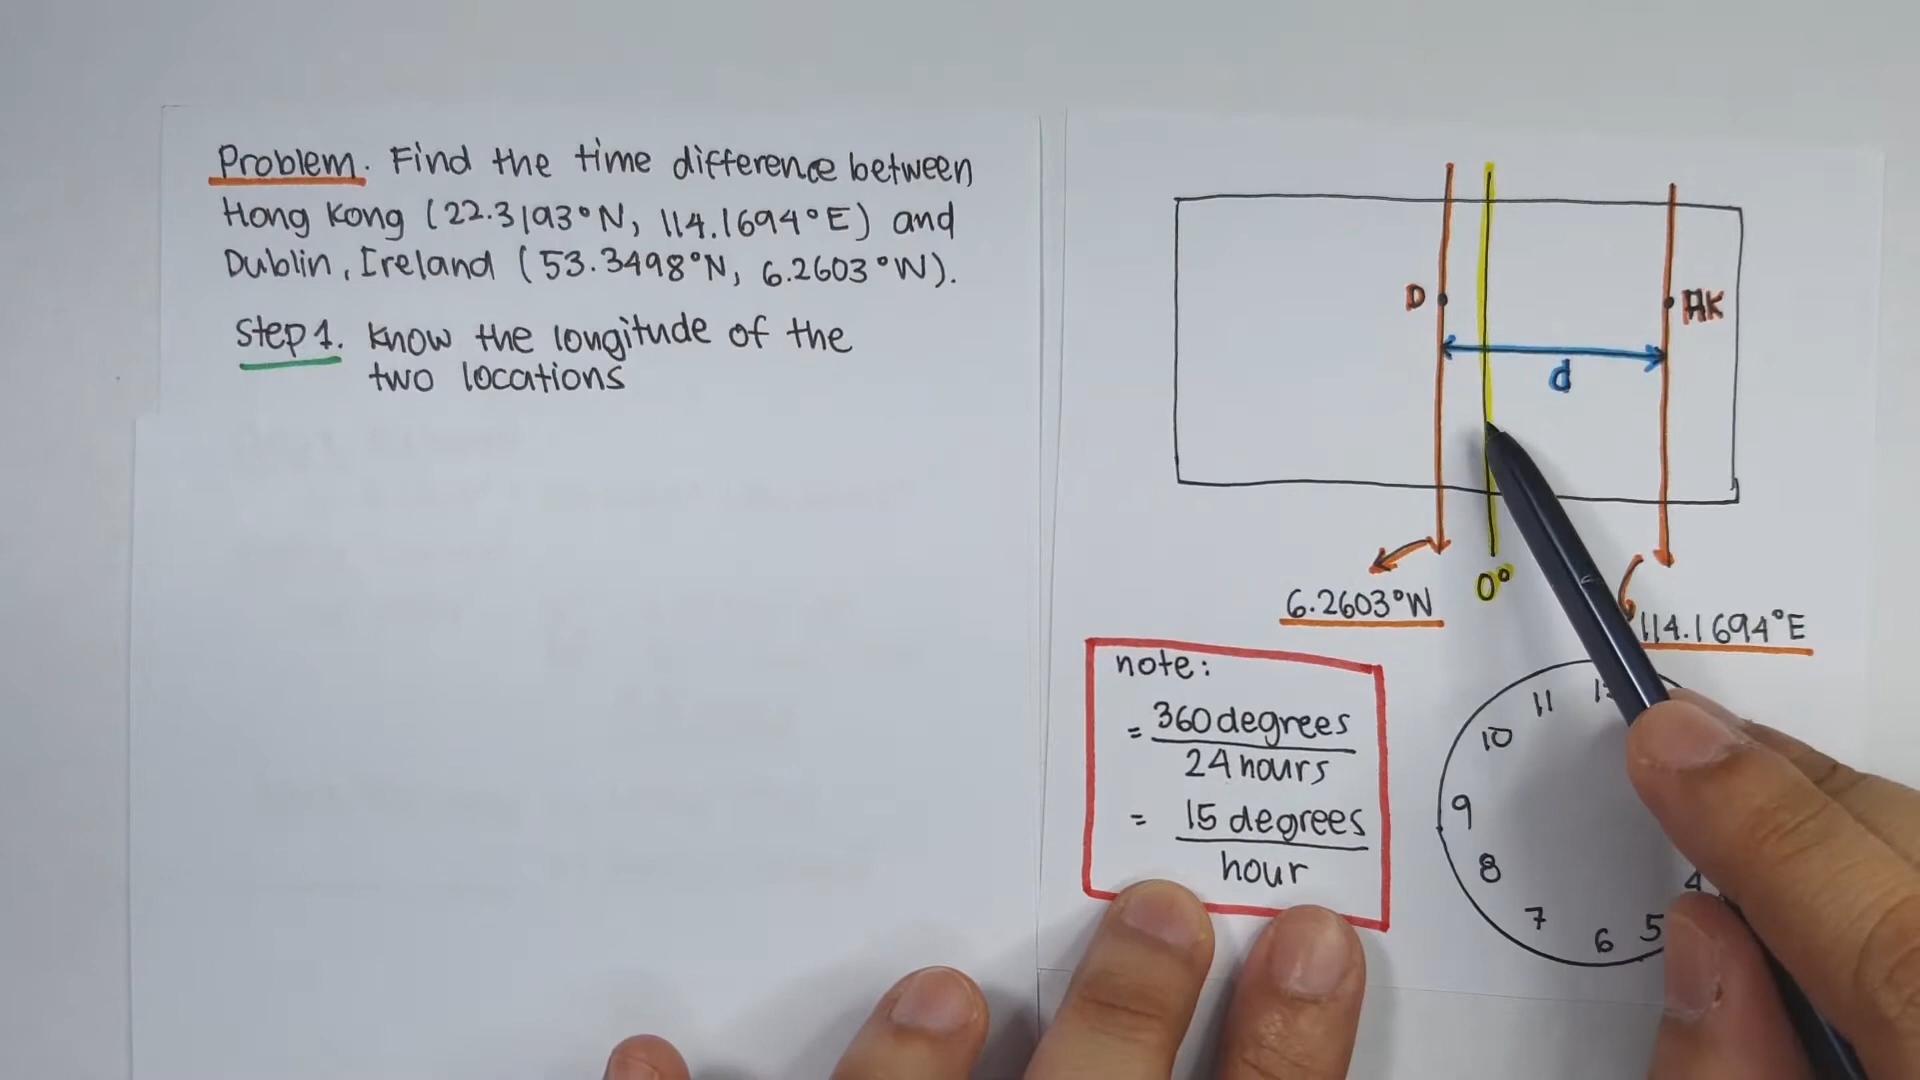 Problem. Find the time difference between
Hong Kong (22.3193°N, 114.1694°E) and
Dublin, Ireland (53.3498°N, 6.2603°W).
Step 1. Know the longitude of the
two locations
D
HK
d
6.2603°W
0°
114.1694°E
note:
= 360 degrees
24 hours
= 15 degrees
hour
11
10
9
8
7
6
5
4